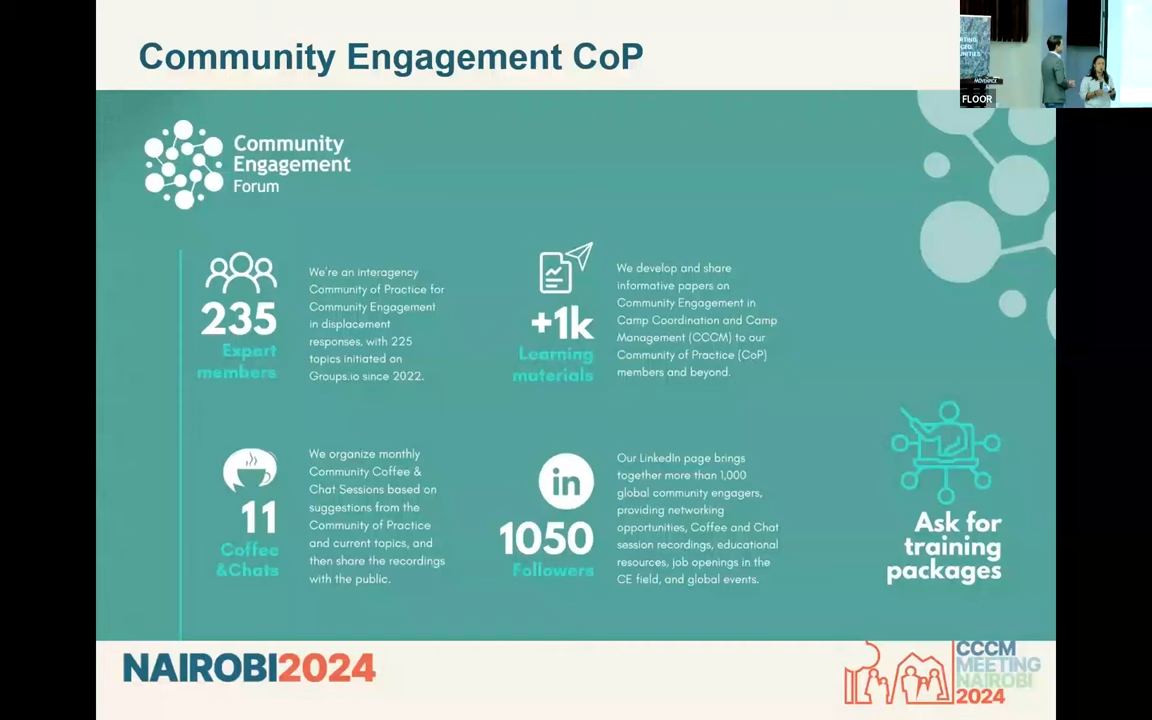 Community Engagement CoP
FLOOR
Community
Engagement
Forum
235
Expert
members
We're an interagency
Community of Practice for
Community Engagement
in displacement
responses, with 225
topics initiated on
Groups.io since 2022.
+1k
Learning
materials
We develop and share
informative papers on
Community Engagement in
Camp Coordination and Camp
Management (CCCM) to our
Community of Practice (CoP)
members and beyond.
11
Coffee
&Chats
We organize monthly
Community Coffee &
Chat Sessions based on
suggestions from the
Community of Practice
and current topics, and
then share the recordings
with the public.
in
1050
Followers
Our LinkedIn page brings
together more than 1,000
global community engagers,
providing networking
opportunities, Coffee and Chat
session recordings, educational
resources, job openings in the
CE field, and global events.
Ask for
training
packages
NAIROBI2024
CCCM
MEETING
NAIROBI
2024